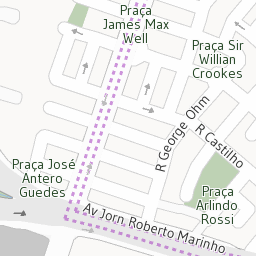 Praça
James Max
Well
Praça Sir
Willian
Crookes
R George Ohm
R Castilho
Praça José
Antero
Guedes
Praça
Arlindo
Rossi
Av Jorn Roberto Marinho